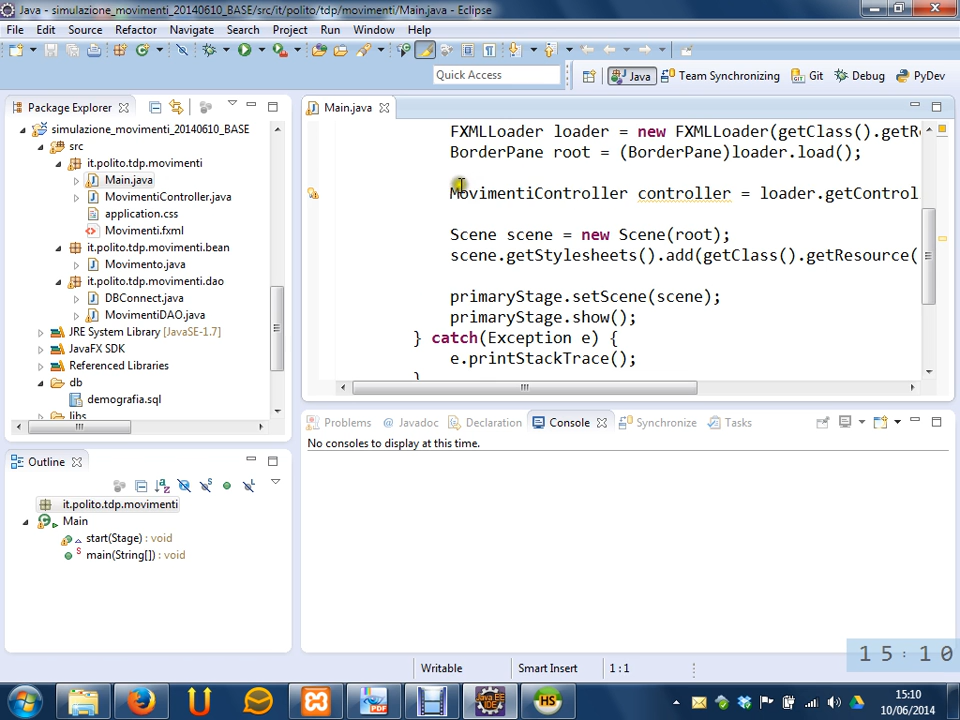 Java - simulazione_movimenti_20140610_BASE/src/it/polito/tdp/movimenti/Main.java - Eclipse
File Edit Source Refactor Navigate Search Project Run Window Help
Quick Access Java Team Synchronizing Git Debug PyDev
Package Explorer
simulazione_movimenti_20140610_BASE
src
it.polito.tdp.movimenti
Main.java
MovimentiController.java
application.css
Movimenti.fxml
it.polito.tdp.movimenti.bean
Movimento.java
it.polito.tdp.movimenti.dao
DBConnect.java
MovimentiDAO.java
JRE System Library [JavaSE-1.7]
JavaFX SDK
Referenced Libraries
db
demografia.sql
libs
Main.java
FXMLLoader loader = new FXMLLoader(getClass().getR
BorderPane root = (BorderPane)loader.load();
MovimentiController controller = loader.getControl
Scene scene = new Scene(root);
scene.getStylesheets().add(getClass().getResource(
primaryStage.setScene(scene);
primaryStage.show();
} catch(Exception e) {
e.printStackTrace();
}
Problems Javadoc Declaration Console Synchronize Tasks
No consoles to display at this time.
Outline
it.polito.tdp.movimenti
Main
start(Stage) : void
main(String[]) : void
Writable Smart Insert 1 : 1
15:10
15:10
10/06/2014